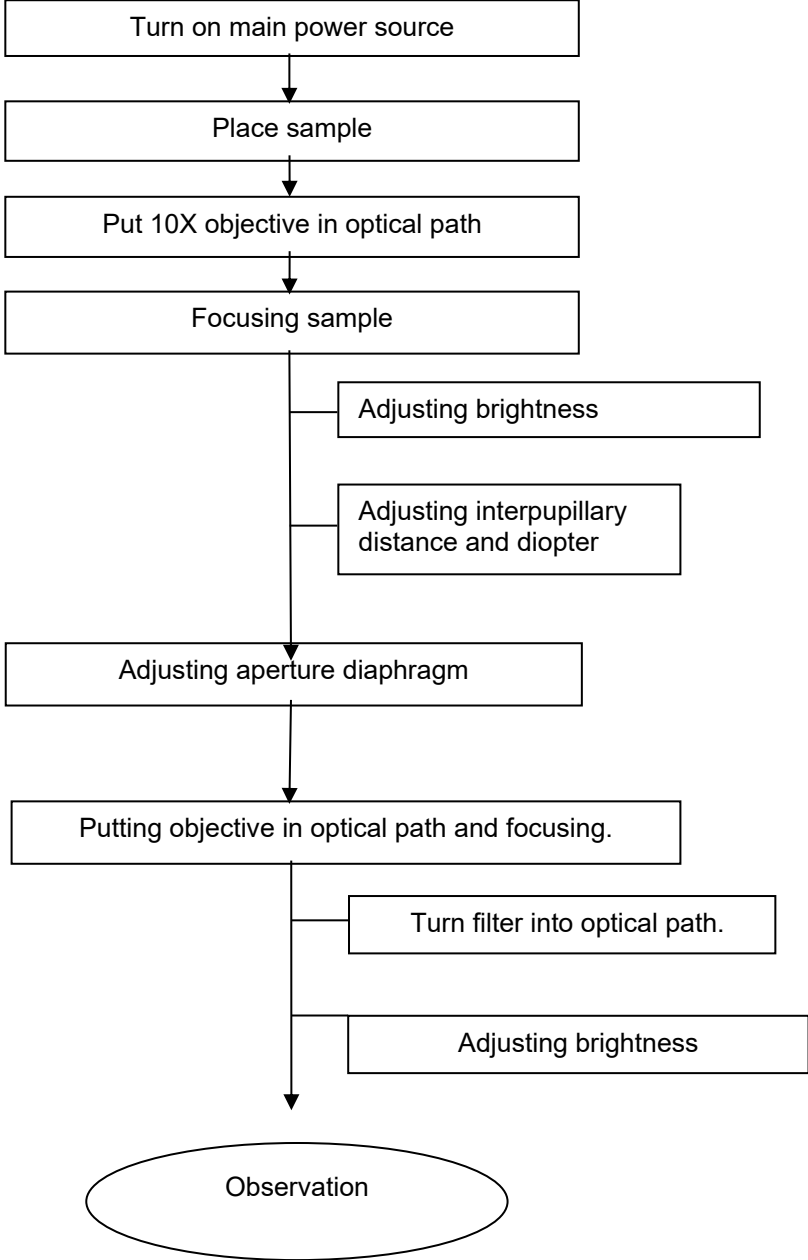 Turn on main power source
Place sample
Put 10X objective in optical path
Focusing sample
Adjusting brightness
Adjusting interpupillary
distance and diopter
Adjusting aperture diaphragm
Putting objective in optical path and focusing.
Turn filter into optical path.
Adjusting brightness
Observation